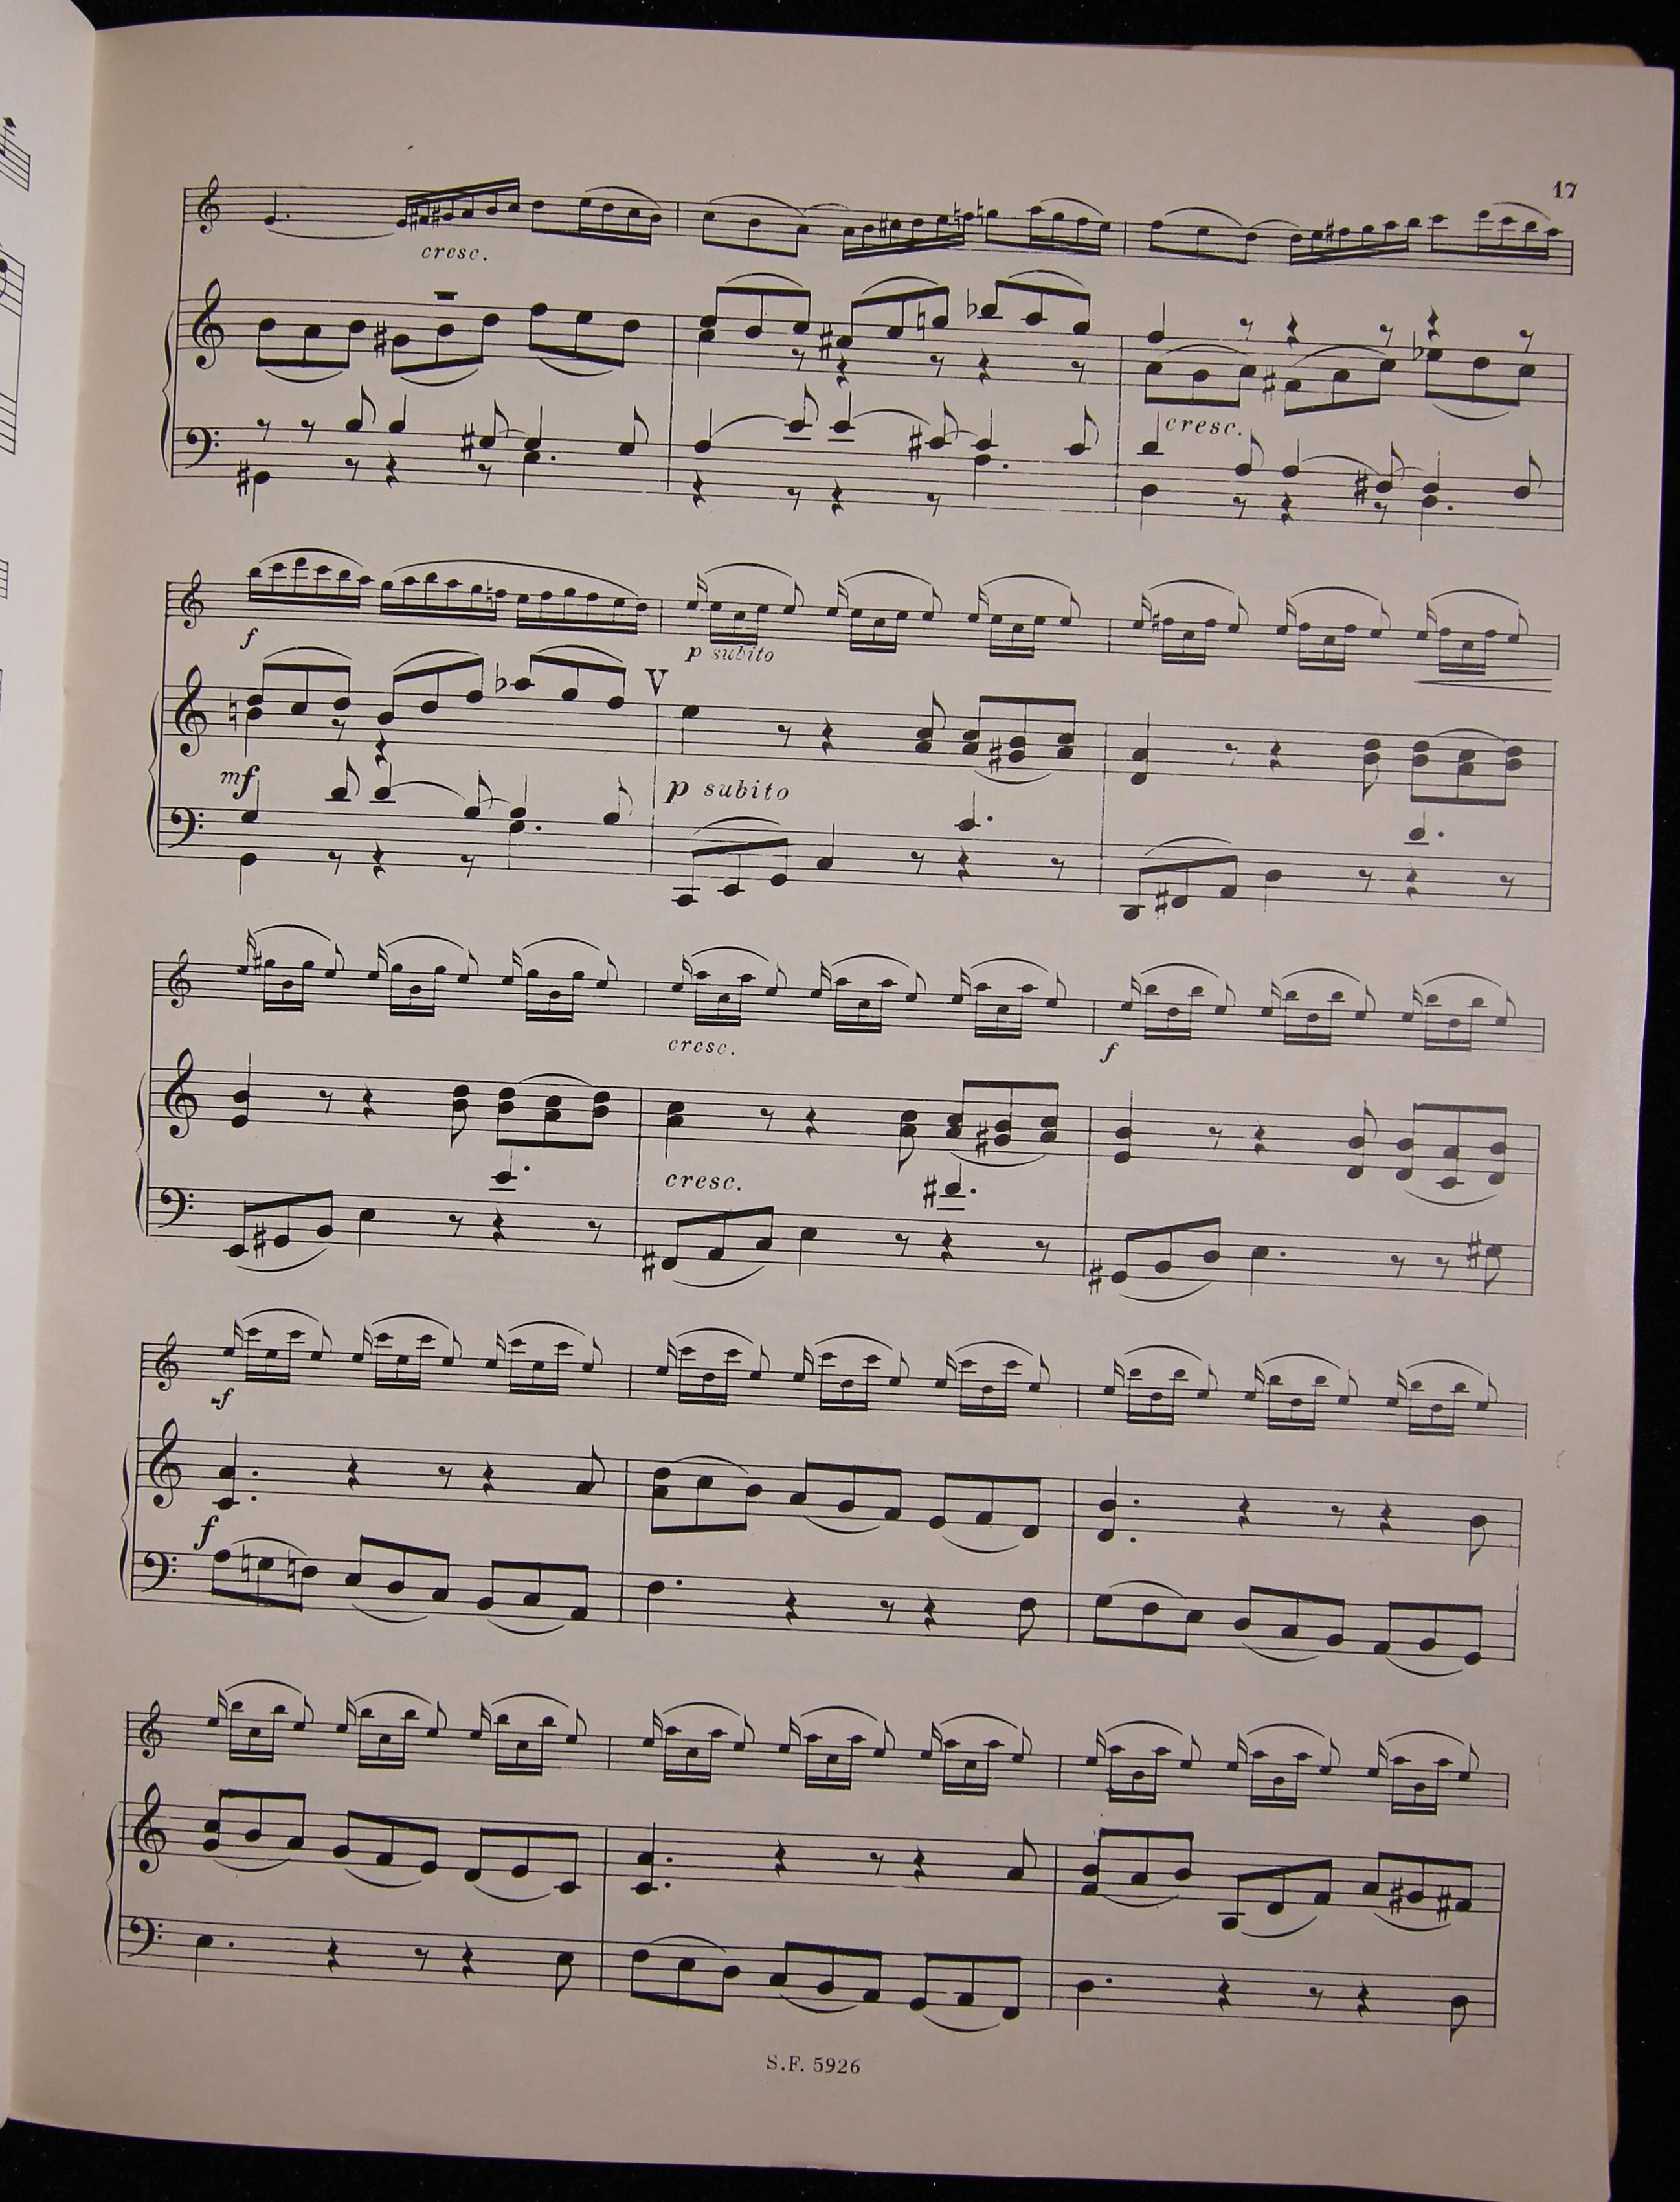 17
cresc.
cresc.
f
p subito
V
mf
p subito
cresc.
f
cresc.
f
f
S.F. 5926